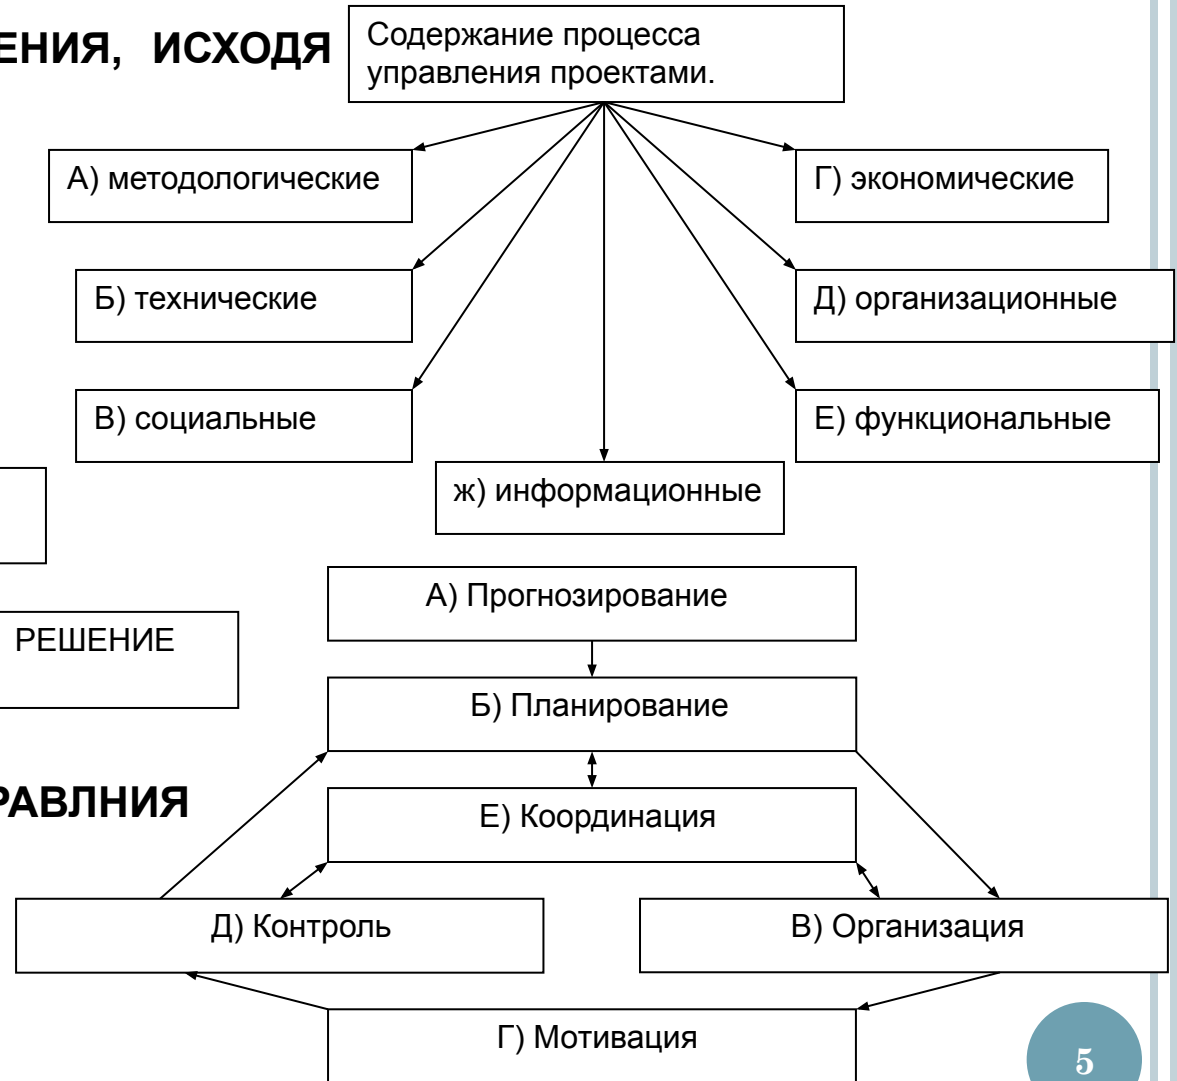 ЕНИЯ, ИСХОДЯ
Содержание процесса
управления проектами.
А) методологические
Г) экономические
Б) технические
Д) организационные
В) социальные
Е) функциональные
ж) информационные
А) Прогнозирование
РЕШЕНИЕ
Б) Планирование
РАВЛНИЯ
Е) Координация
Д) Контроль
В) Организация
Г) Мотивация
5